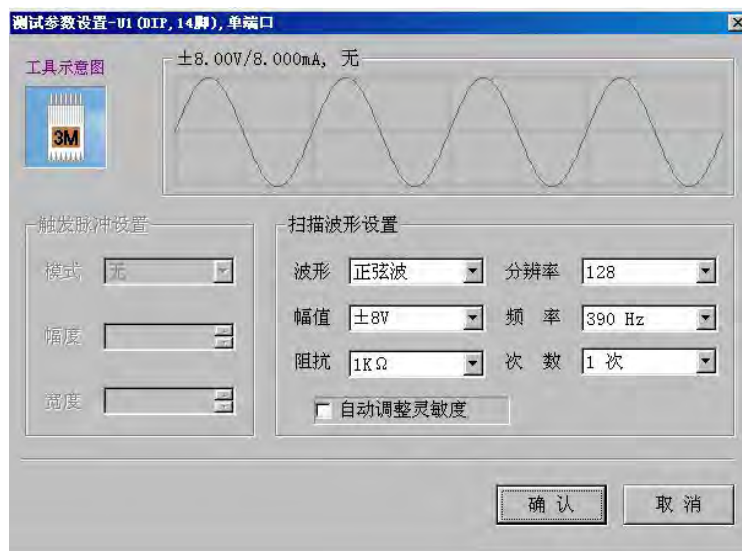 测试参数设置-U1(DIP,14脚),单端口
工具示意图
±8.00V/8.000mA, 无
3M
触发脉冲设置
模式 无
幅度
宽度
扫描波形设置
波形 正弦波 分辨率 128
幅值 ±8V 频 率 390 Hz
阻抗 1KΩ 次 数 1 次
自动调整灵敏度
确 认 取 消